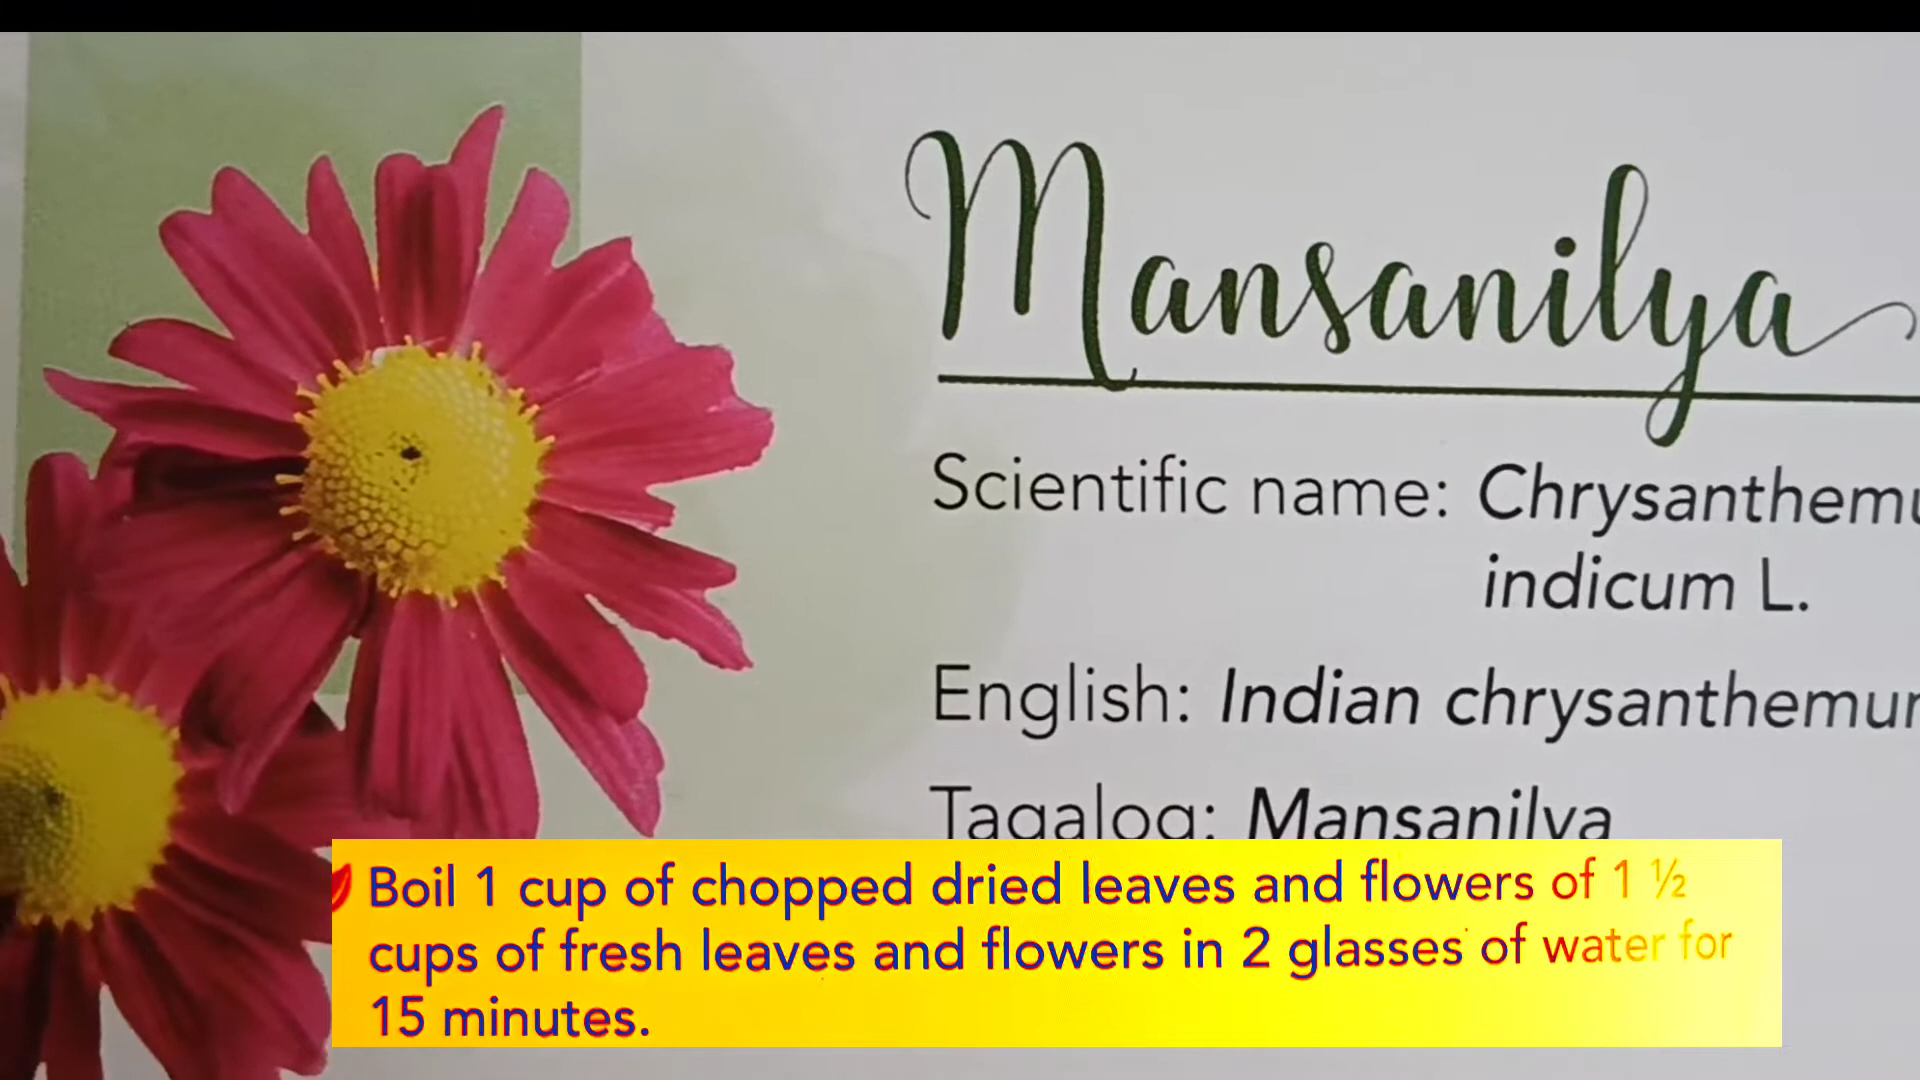 Mansanilya
Scientific name: Chrysanthemu
indicum L.
English: Indian chrysanthemum
Tagalog: Mansanilya
Boil 1 cup of chopped dried leaves and flowers of 1 ½
cups of fresh leaves and flowers in 2 glasses of water for
15 minutes.